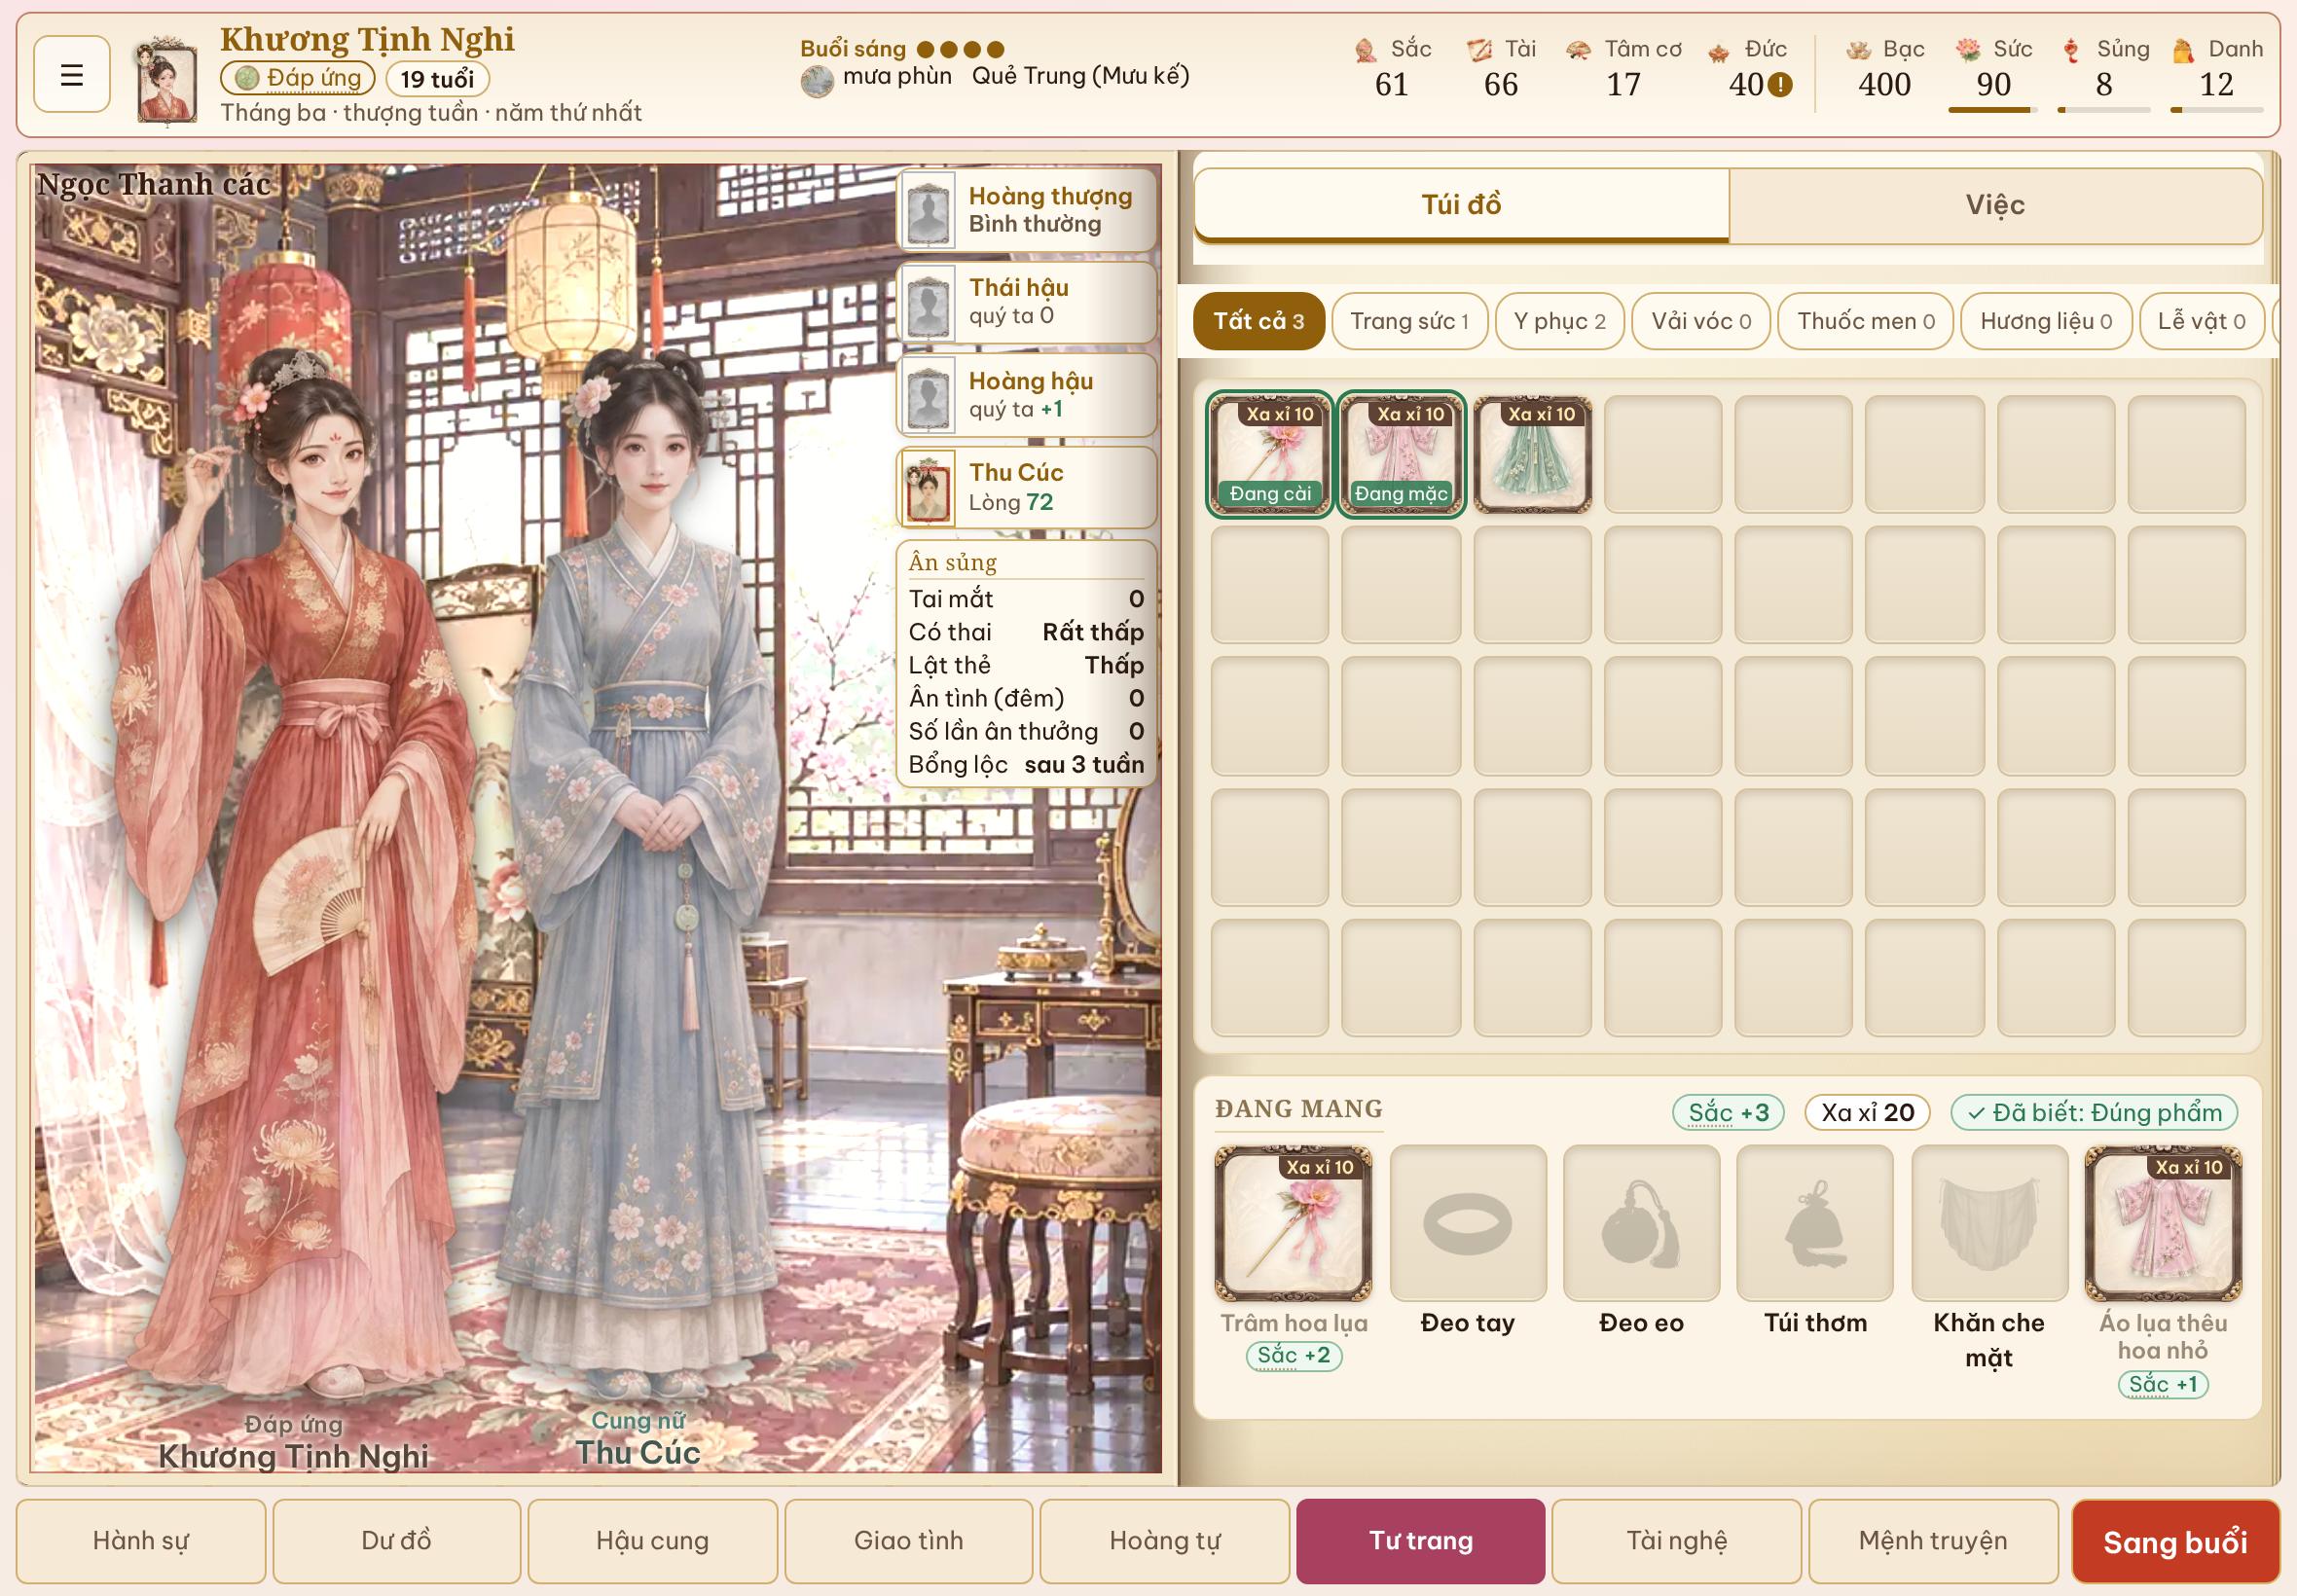 ☰
Khương Tịnh Nghi
Đáp ứng
19 tuổi
Tháng ba · thượng tuần · năm thứ nhất
Buổi sáng
mưa phùn Quẻ Trung (Mưu kế)
Sắc
61
Tài
66
Tâm cơ
17
Đức
40!
Bạc
400
Sức
90
Sủng
8
Danh
12
Ngọc Thanh các
Hoàng thượng
Bình thường
Thái hậu
quý ta 0
Hoàng hậu
quý ta +1
Thu Cúc
Lòng 72
Ân sủng
Tai mắt 0
Có thai Rất thấp
Lật thẻ Thấp
Ân tình (đêm) 0
Số lần ân thưởng 0
Bổng lộc sau 3 tuần
Đáp ứng
Khương Tịnh Nghi
Cung nữ
Thu Cúc
Túi đồ
Việc
Tất cả 3
Trang sức 1
Y phục 2
Vải vóc 0
Thuốc men 0
Hương liệu 0
Lễ vật 0
Xa xỉ 10
Đang cài
Xa xỉ 10
Đang mặc
Xa xỉ 10
ĐANG MANG
Sắc +3
Xa xỉ 20
✓ Đã biết: Đúng phẩm
Xa xỉ 10
Trâm hoa lụa
Sắc +2
Đeo tay
Đeo eo
Túi thơm
Khăn che
mặt
Xa xỉ 10
Áo lụa thêu
hoa nhỏ
Sắc +1
Hành sự
Dư đồ
Hậu cung
Giao tình
Hoàng tự
Tư trang
Tài nghệ
Mệnh truyện
Sang buổi